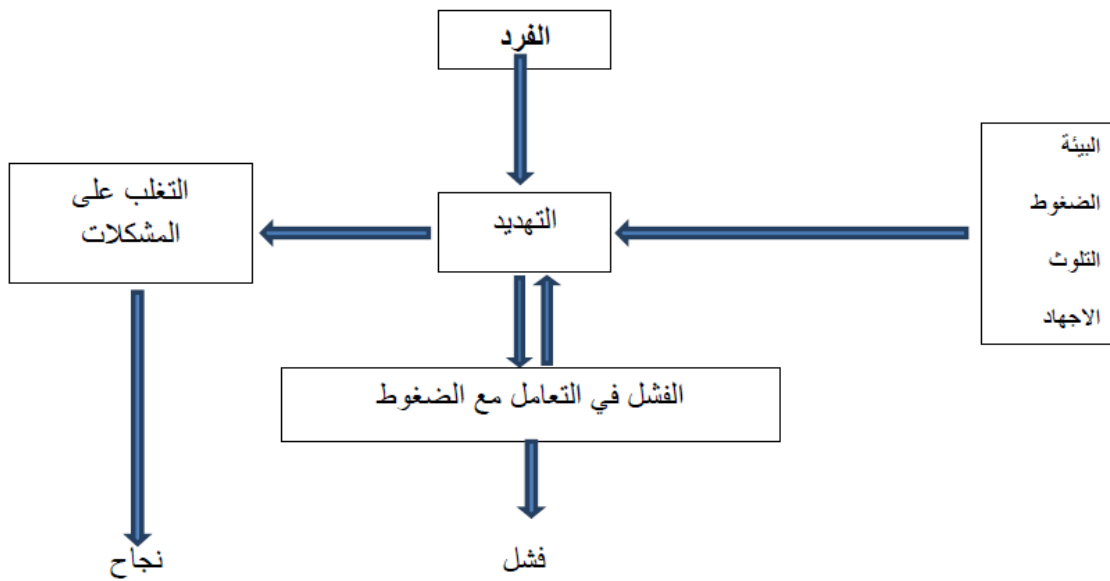 الفرد
البيئة
الضغوط
التلوث
الاجهاد
التهديد
التغلب على
المشكلات
الفشل في التعامل مع الضغوط
فشل
نجاح